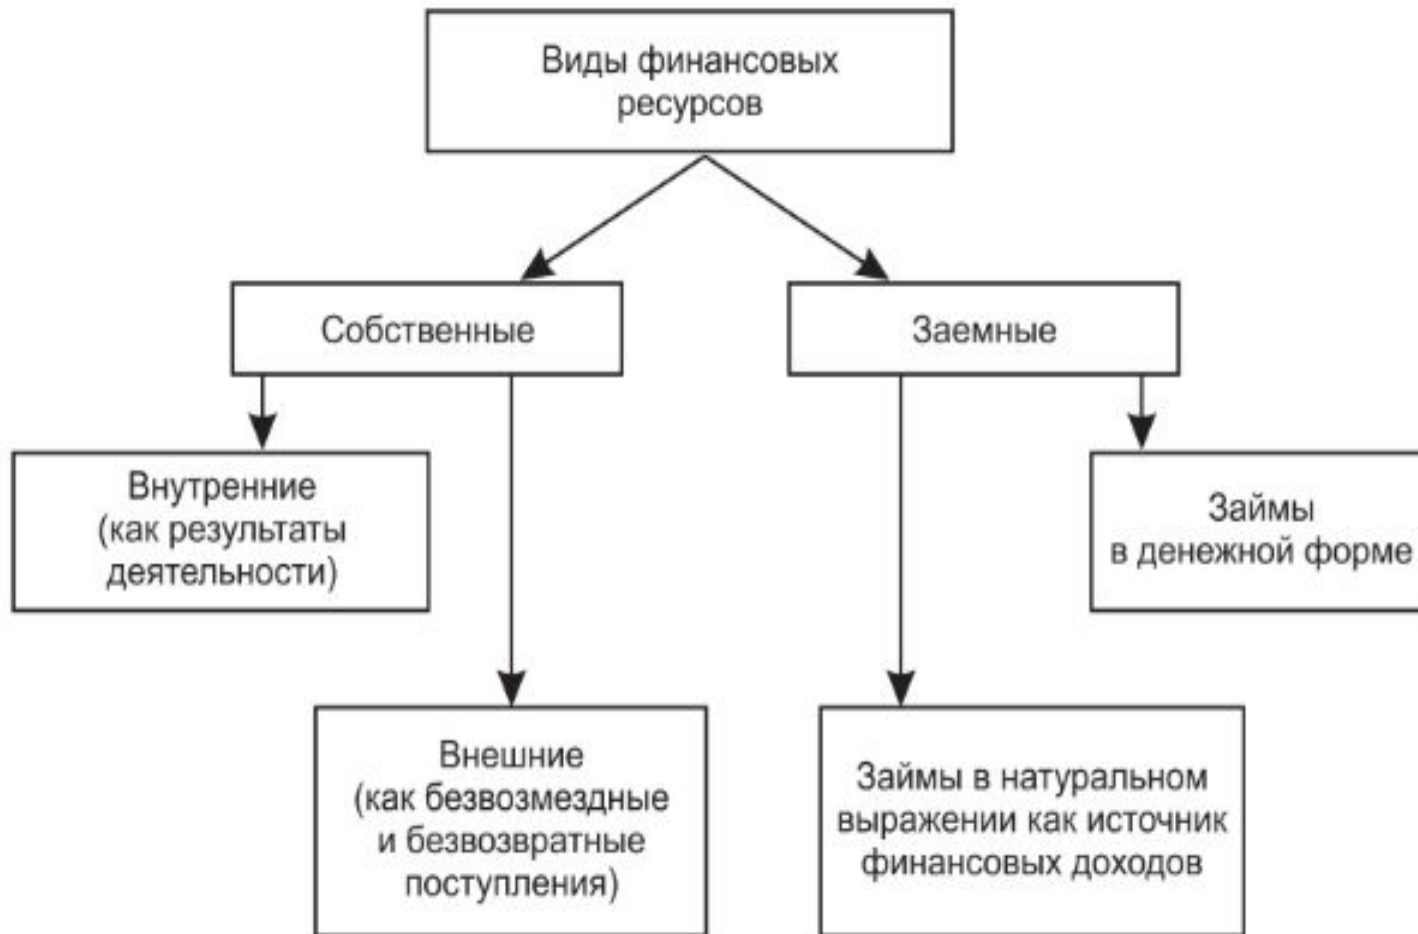 Виды финансовых
ресурсов
Собственные
Заемные
Внутренние
(как результаты
деятельности)
Займы
в денежной форме
Внешние
(как безвозмездные
и безвозвратные
поступления)
Займы в натуральном
выражении как источник
финансовых доходов